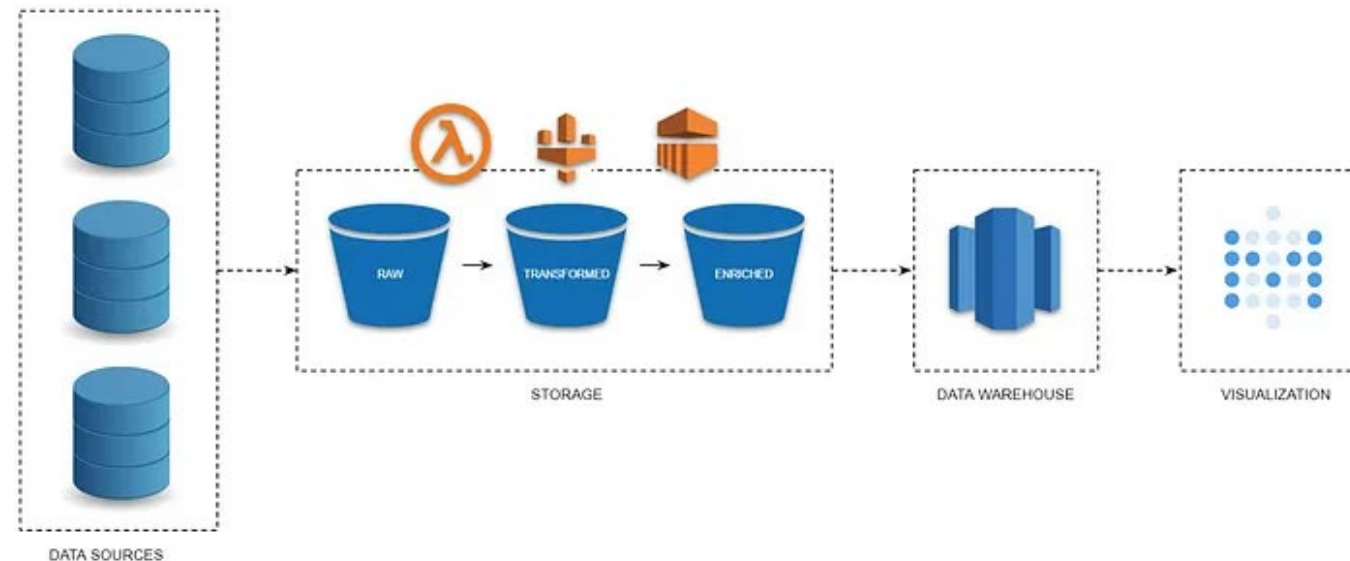 RAW
TRANSFORMED
ENRICHED
STORAGE
DATA WAREHOUSE
VISUALIZATION
DATA SOURCES